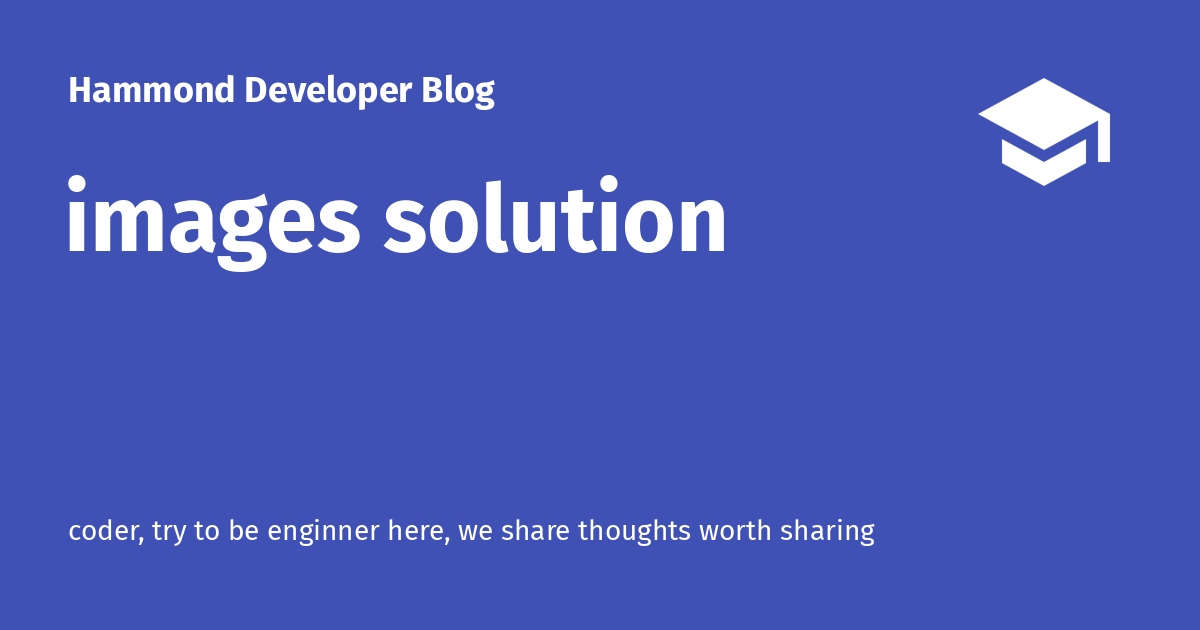 Hammond Developer Blog
images solution
coder, try to be enginner here, we share thoughts worth sharing